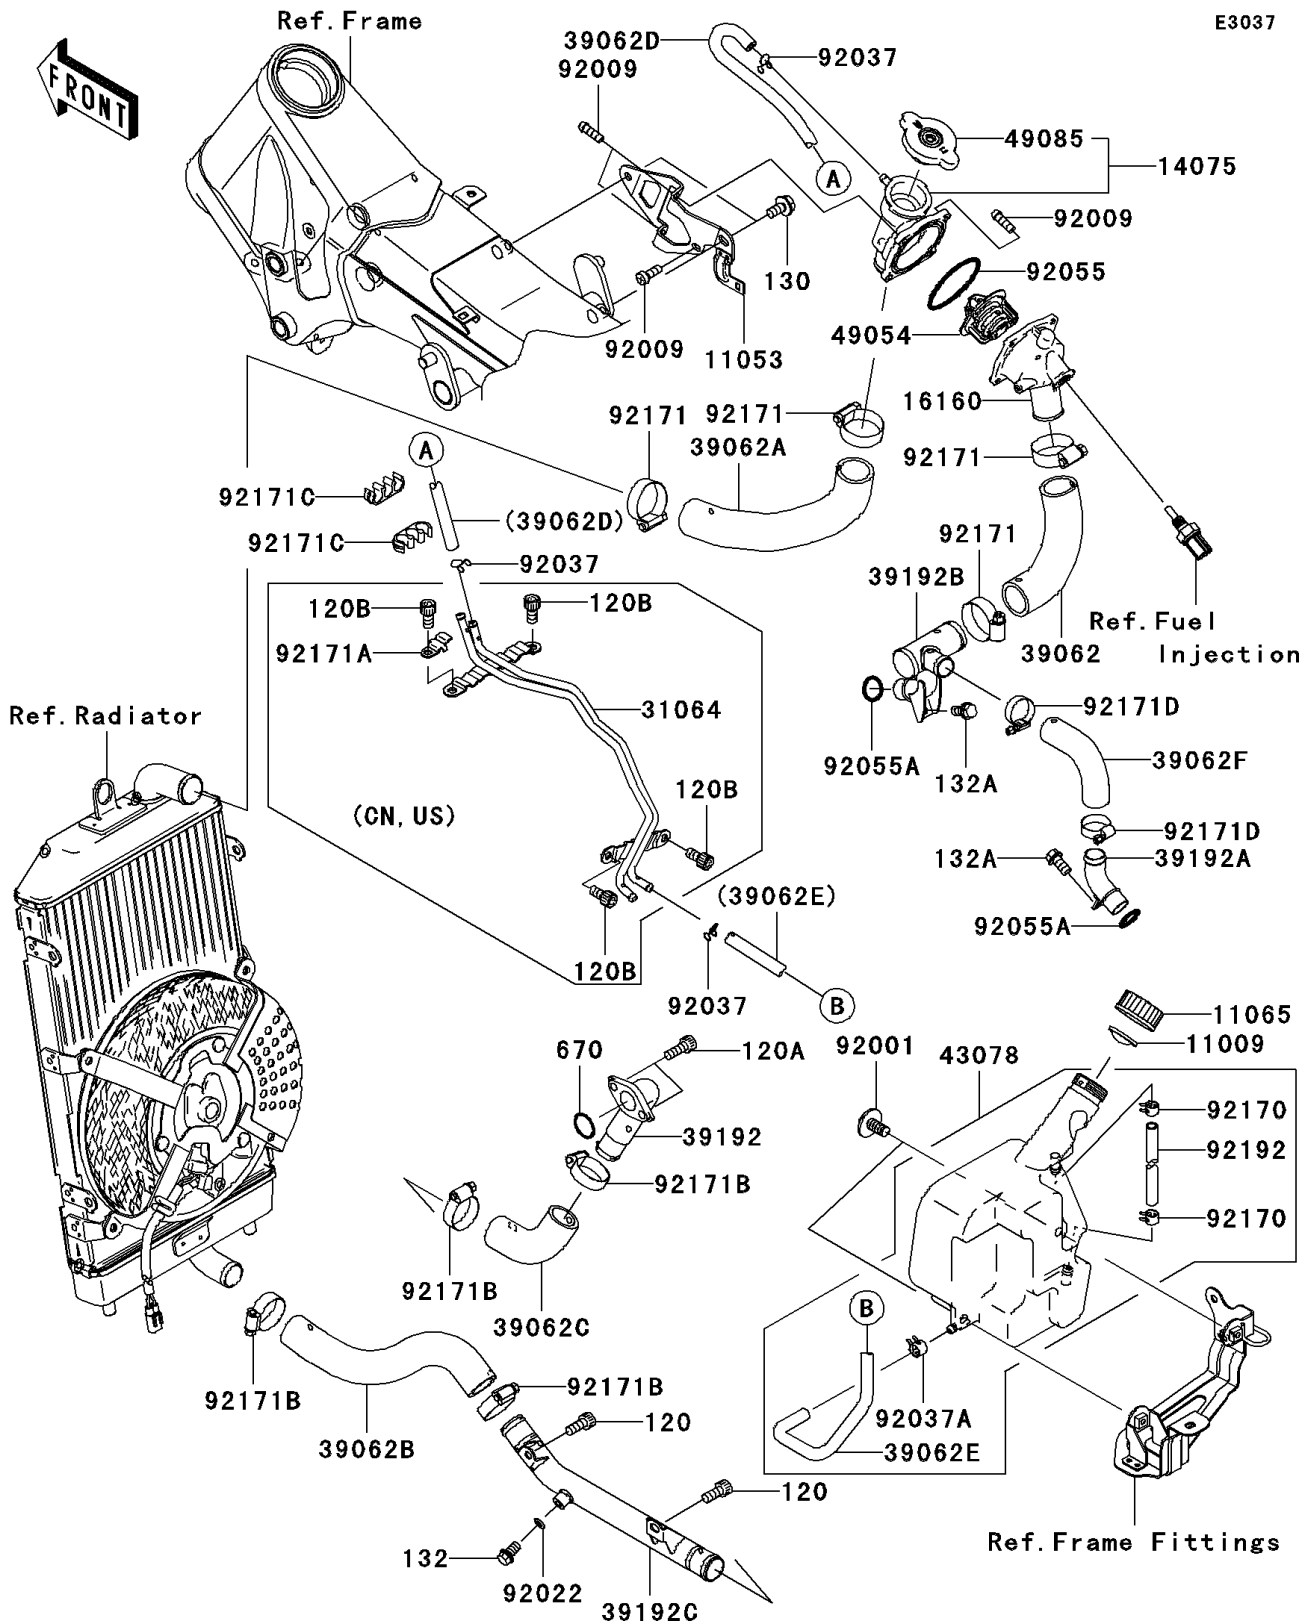 Ref.Frame
E3037
FRONT
39062D
92037
92009
49085
14075
A
92009
92055
130
49054
92009
11053
16160
92171
92171
39062A
92171
A
92171C
(39062D)
92171C
92037
92171
39192B
120B
120B
Ref.Fuel
Injection
92171A
39062
31064
92171D
Ref.Radiator
92055A
132A
39062F
120B
(CN,US)
92171D
132A
39192A
(39062E)
92055A
120B
92037
B
11065
670
120A
92001
43078
11009
92170
39192
92192
92171B
92170
92171B
39062C
B
92171B
92171B
120
92037A
39062B
39062E
120
132
Ref.Frame Fittings
92022
39192C